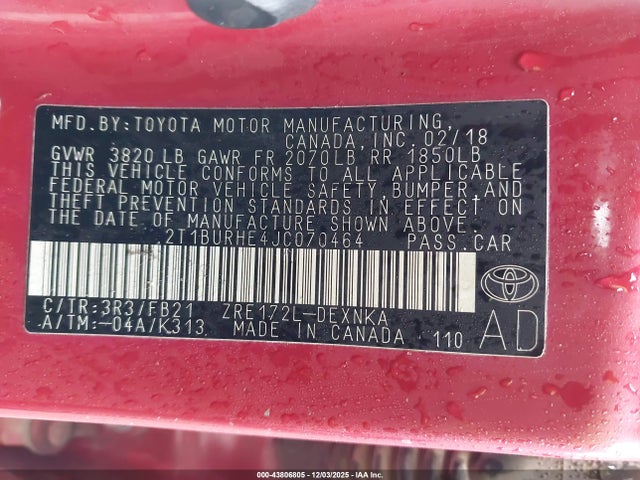 MFD. BY: TOYOTA MOTOR MANUFACTURING,
CANADA, INC. 02/18
GVWR 3820 LB GAWR FR 2070LB RR 1850LB
THIS VEHICLE CONFORMS TO ALL APPLICABLE
FEDERAL MOTOR VEHICLE SAFETY, BUMPER, AND
THEFT PREVENTION STANDARDS IN EFFECT ON
THE DATE OF MANUFACTURE SHOWN ABOVE.
2T1BURHE4JC070464 PASS.CAR
C/TR:3R3/FB21 ZRE172L-DEXNKA
A/TM:-04A/K313 MADE IN CANADA 110 AD
000-43806805 - 12/03/2025 - IAA Inc.